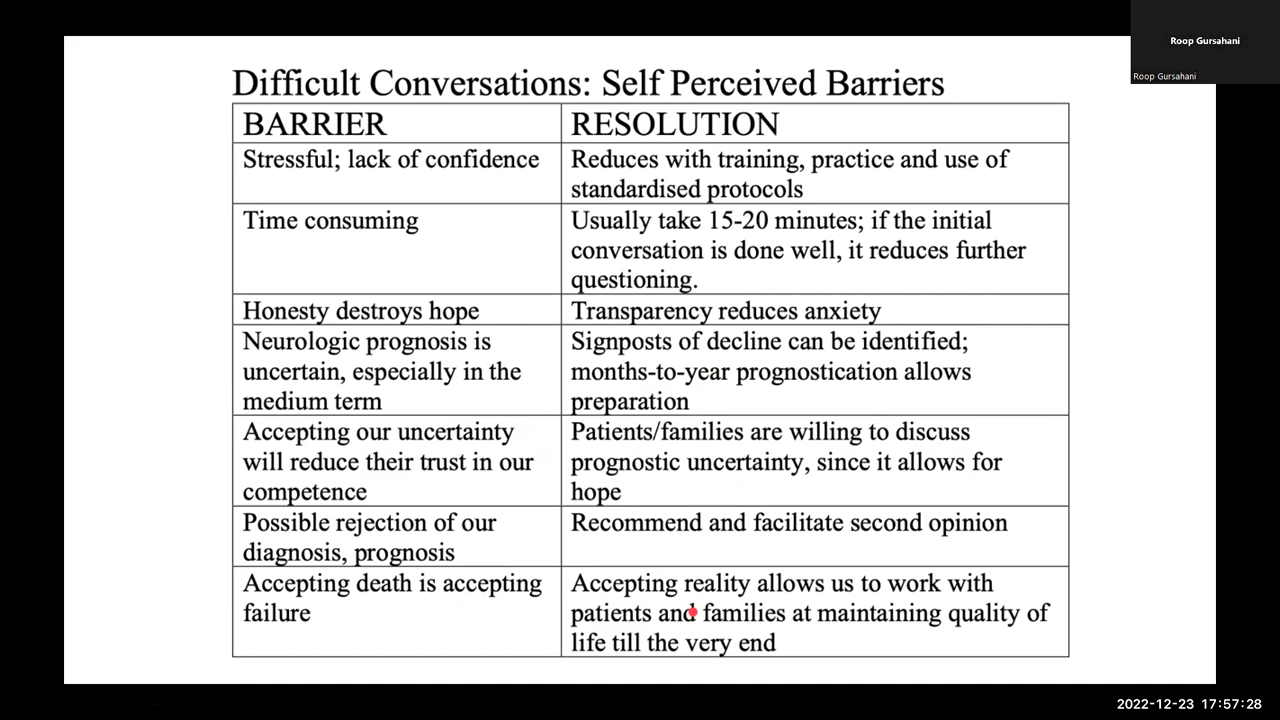 Roop Gursahani
Roop Gursahani
Difficult Conversations: Self Perceived Barriers
BARRIER
RESOLUTION
Stressful; lack of confidence
Reduces with training, practice and use of
standardised protocols
Time consuming
Usually take 15-20 minutes; if the initial
conversation is done well, it reduces further
questioning.
Honesty destroys hope
Transparency reduces anxiety
Neurologic prognosis is
uncertain, especially in the
medium term
Signposts of decline can be identified;
months-to-year prognostication allows
preparation
Accepting our uncertainty
will reduce their trust in our
competence
Patients/families are willing to discuss
prognostic uncertainty, since it allows for
hope
Possible rejection of our
diagnosis, prognosis
Recommend and facilitate second opinion
Accepting death is accepting
failure
Accepting reality allows us to work with
patients and families at maintaining quality of
life till the very end
2022-12-23 17:57:28